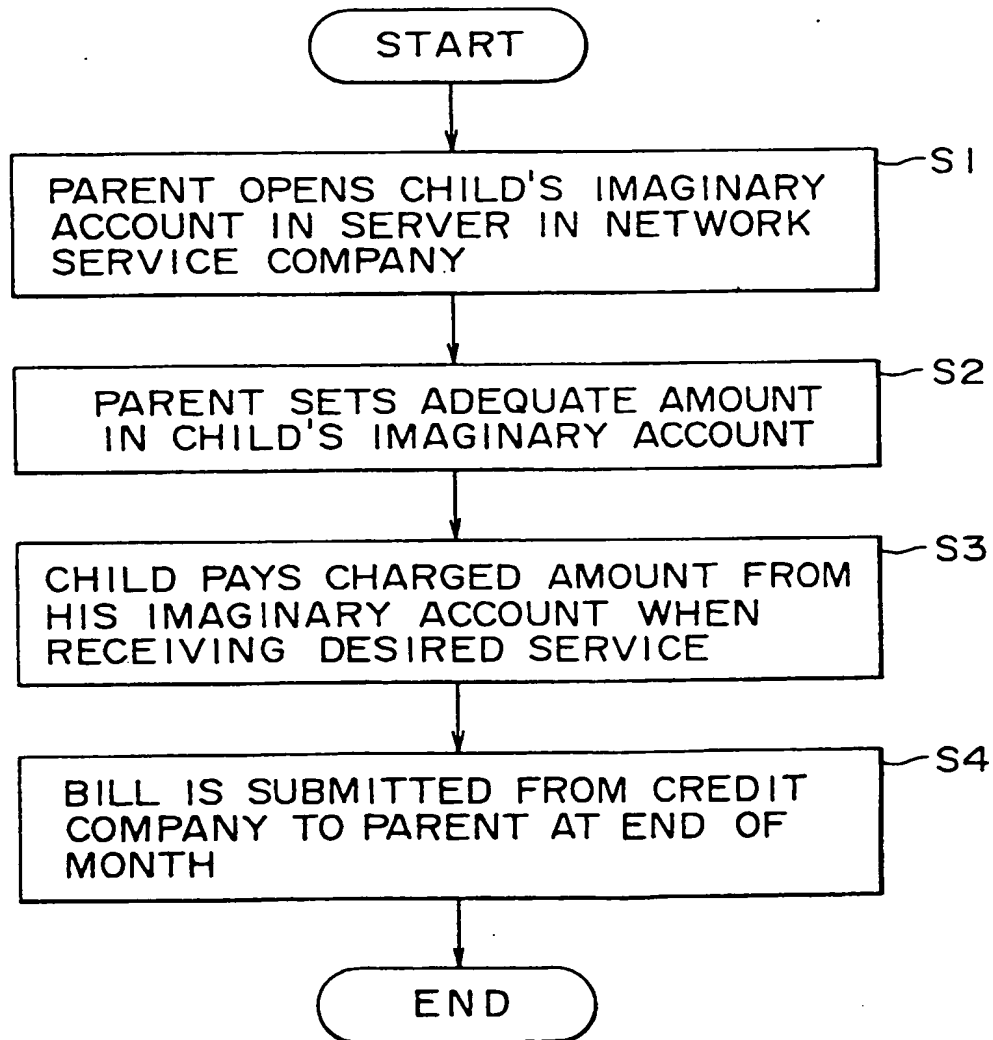 START
S1
PARENT OPENS CHILD'S IMAGINARY
ACCOUNT IN SERVER IN NETWORK
SERVICE COMPANY
S2
PARENT SETS ADEQUATE AMOUNT
IN CHILD'S IMAGINARY ACCOUNT
S3
CHILD PAYS CHARGED AMOUNT FROM
HIS IMAGINARY ACCOUNT WHEN
RECEIVING DESIRED SERVICE
S4
BILL IS SUBMITTED FROM CREDIT
COMPANY TO PARENT AT END OF
MONTH
END